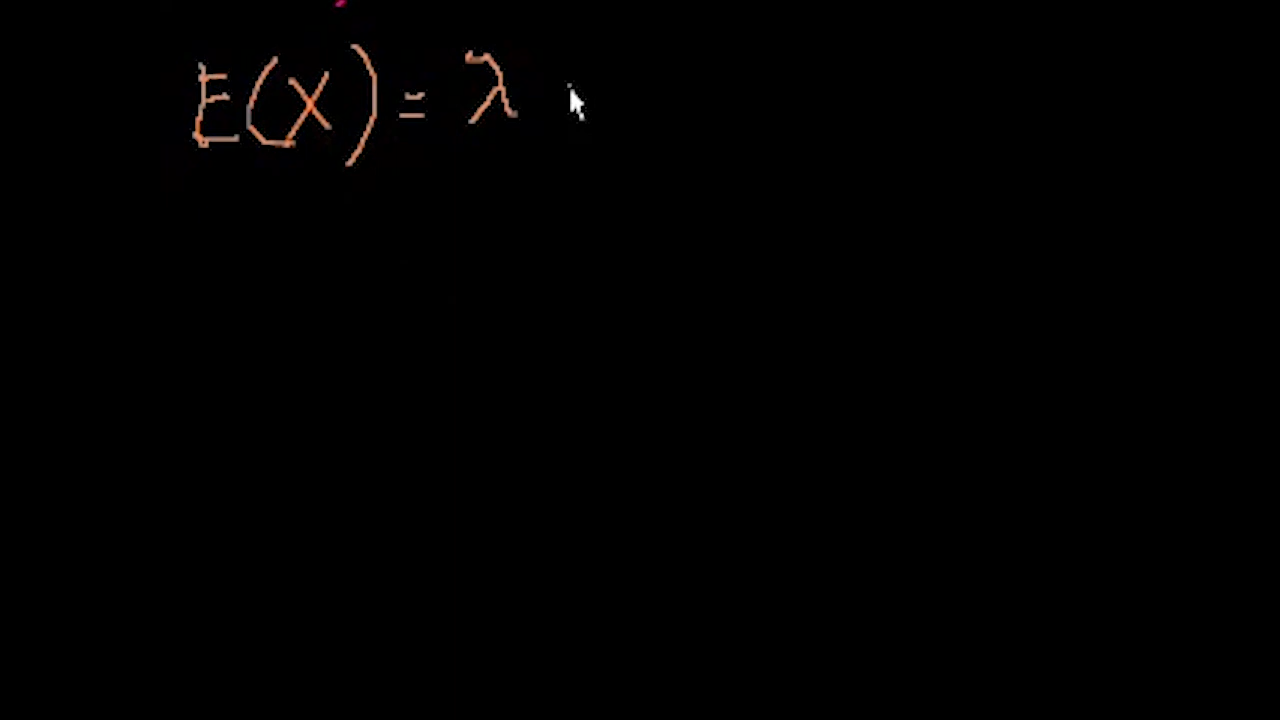 E(X) = λ